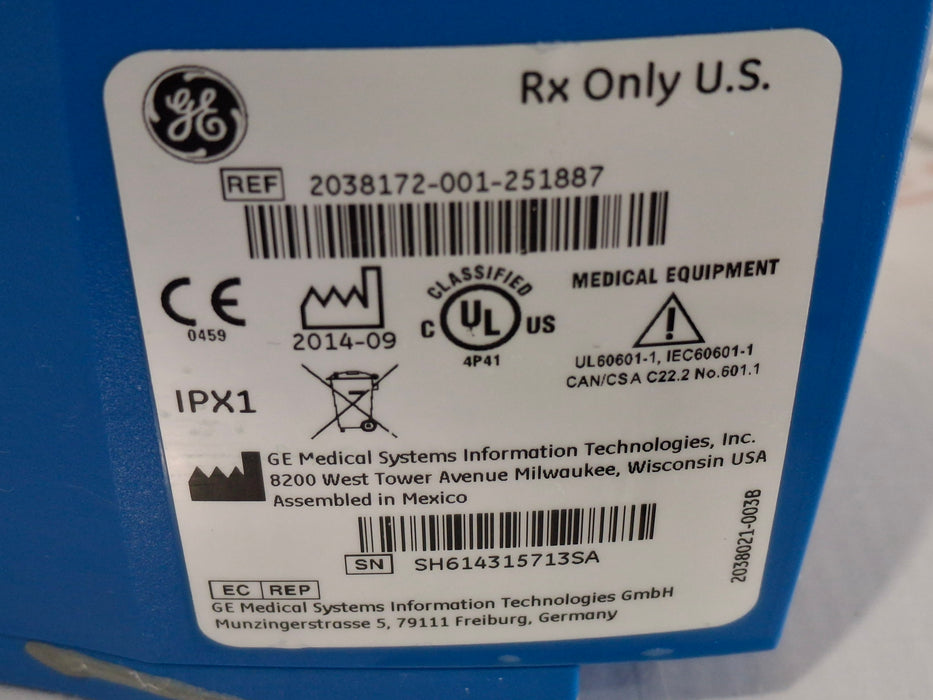 GE
Rx Only U.S.
REF 2038172-001-251887
CE
0459
2014-09
CLASSIFIED
C UL US
4P41
MEDICAL EQUIPMENT
!
UL60601-1, IEC60601-1
CAN/CSA C22.2 No.601.1
IPX1
GE Medical Systems Information Technologies, Inc.
8200 West Tower Avenue Milwaukee, Wisconsin USA
Assembled in Mexico
SN SH614315713SA
2038021-003B
EC REP
GE Medical Systems Information Technologies GmbH
Munzingerstrasse 5, 79111 Freiburg, Germany